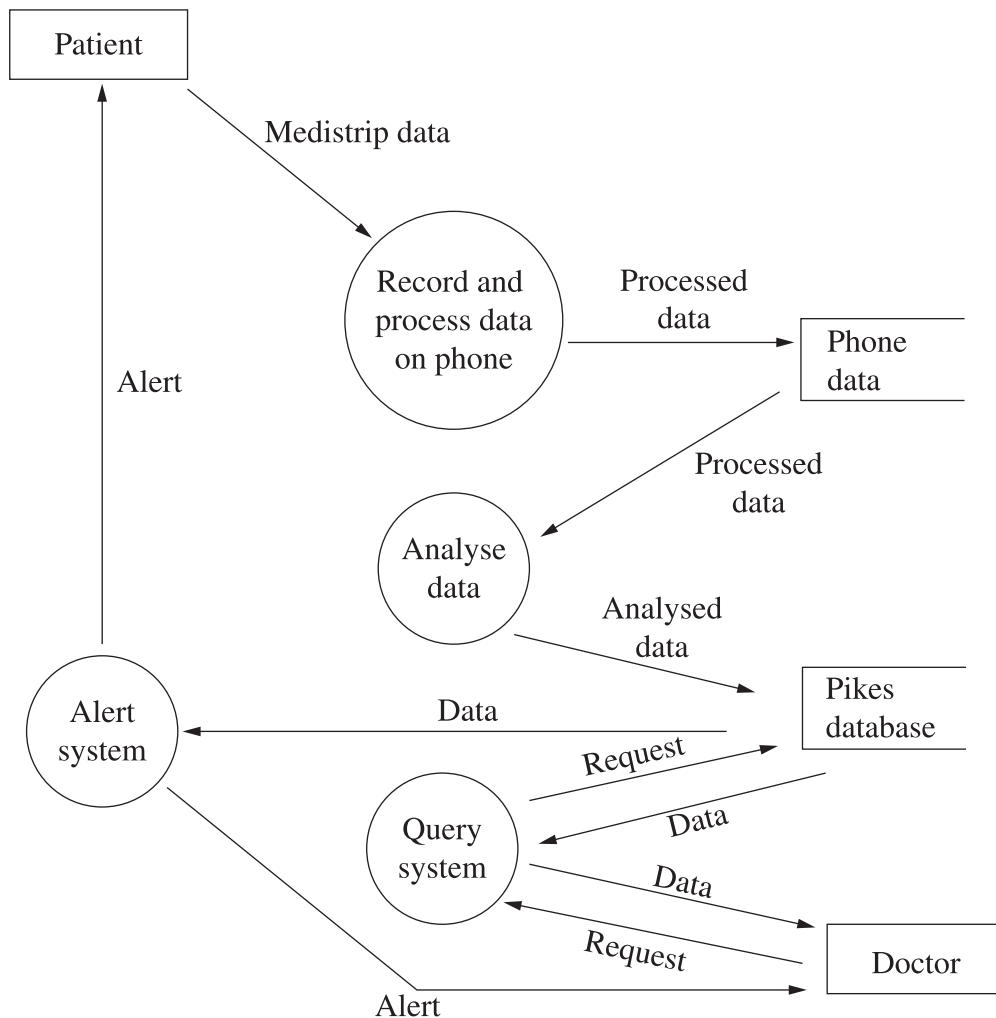 Patient
Medistrip data
Record and
process data
on phone
Processed
data
Phone
data
Alert
Processed
data
Analyse
data
Analysed
data
Pikes
database
Alert
system
Data
Request
Data
Query
system
Data
Request
Doctor
Alert